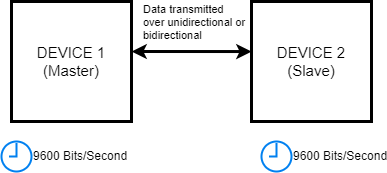 Data transmitted
over unidirectional or
bidirectional
DEVICE 1
(Master)
DEVICE 2
(Slave)
9600 Bits/Second
9600 Bits/Second